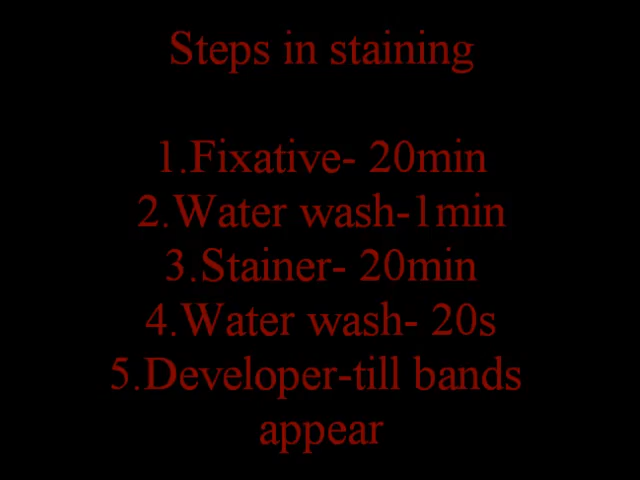 Steps in staining
1.Fixative- 20min
2.Water wash-1min
3.Stainer- 20min
4.Water wash- 20s
5.Developer-till bands
appear